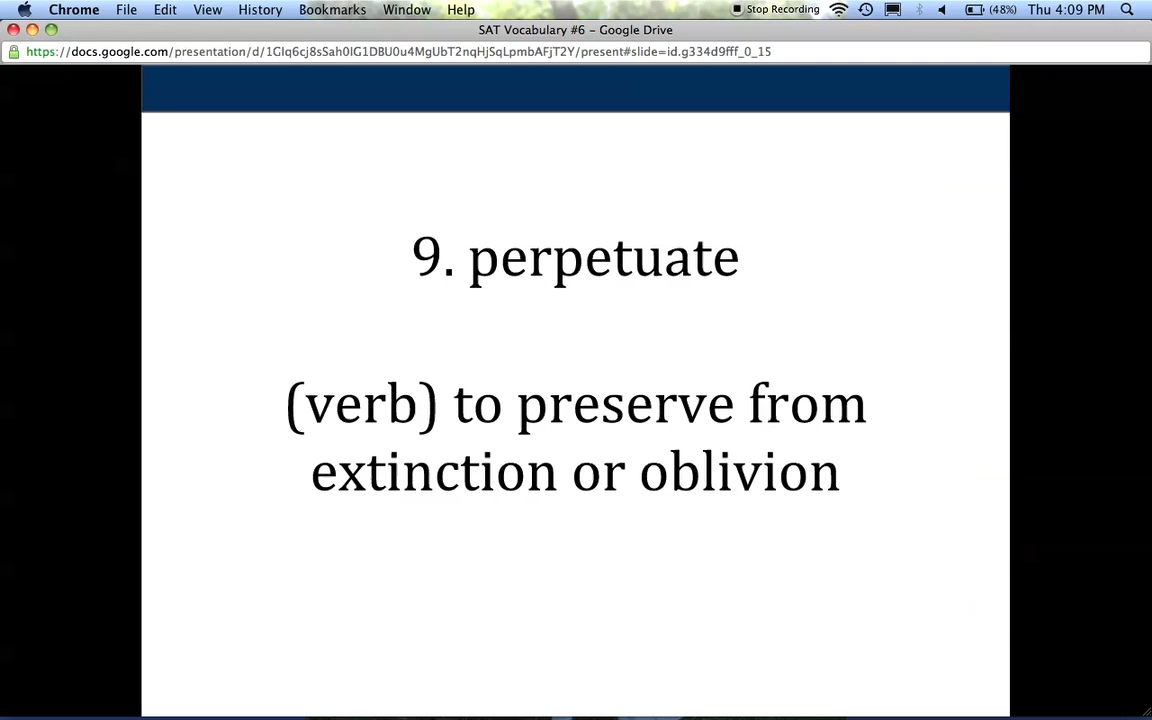 Chrome File Edit View History Bookmarks Window Help Stop Recording (48%) Thu 4:09 PM
SAT Vocabulary #6 – Google Drive
https://docs.google.com/presentation/d/1GIq6cj8sSah0IG1DBU0u4MgUbT2nqHjSqLpmbAFjT2Y/present#slide=id.g334d9fff_0_15
9. perpetuate
(verb) to preserve from
extinction or oblivion